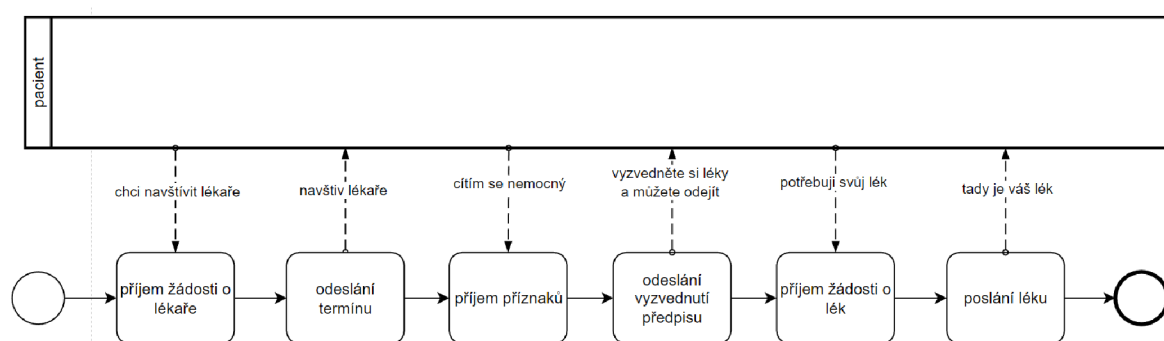 pacient
chci navštívit lékaře
navštiv lékaře
cítím se nemocný
vyzvedněte si léky
a můžete odejít
potřebuji svůj lék
tady je váš lék
příjem žádosti o
lékaře
odeslání
termínu
příjem příznaků
odeslání
vyzvednutí
předpisu
příjem žádosti o
lék
poslání léku